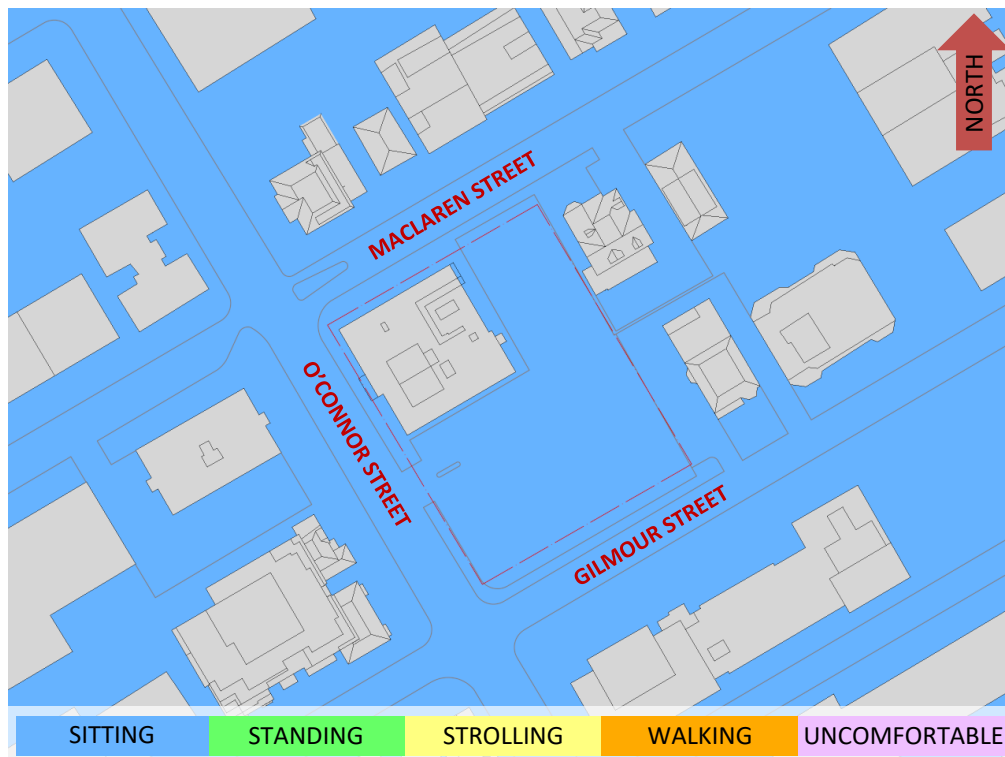 NORTH
MACLAREN STREET
O'CONNOR STREET
GILMOUR STREET
SITTING
STANDING
STROLLING
WALKING
UNCOMFORTABLE